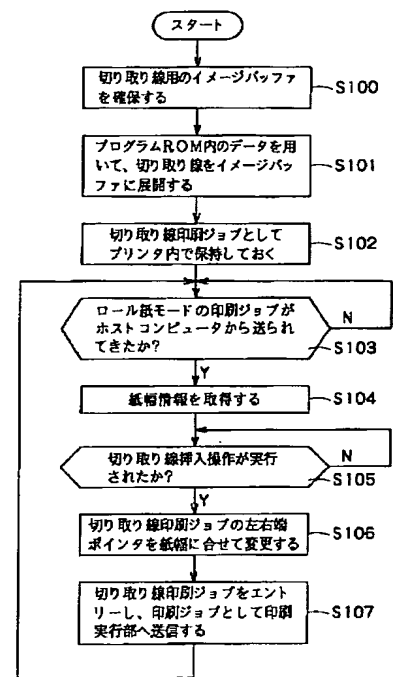 スタート
切り取り線用のイメージバッファ
を確保する
S100
プログラムROM内のデータを用
いて、切り取り線をイメージバッ
ファに展開する
S101
切り取り線印刷ジョブとして
プリンタ内で保持しておく
S102
ロール紙モードの印刷ジョブが
ホストコンピュータから送られ
てきたか?
N
S103
Y
紙幅情報を取得する
S104
切り取り線挿入操作が実行
されたか?
N
S105
Y
切り取り線印刷ジョブの左右端
ポインタを紙幅に合せて変更する
S106
切り取り線印刷ジョブをエント
リーし、印刷ジョブとして印刷
実行部へ送信する
S107